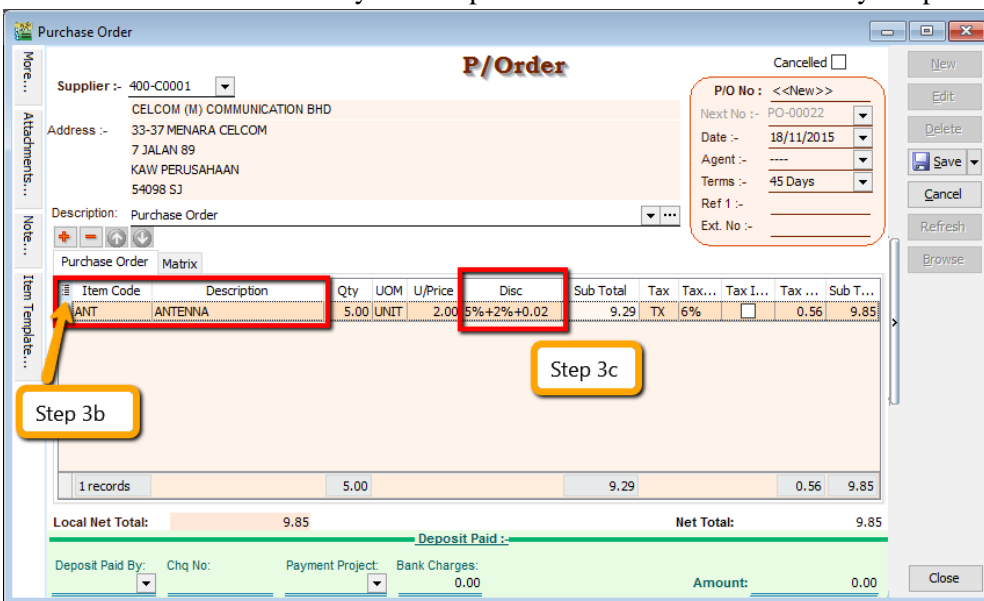 Purchase Order
More...
Attachments...
Note...
Item Template...
P/Order
Cancelled
Supplier :- 400-C0001
CELCOM (M) COMMUNICATION BHD
Address :- 33-37 MENARA CELCOM
7 JALAN 89
KAW PERUSAHAAN
54098 SJ
P/O No : <<New>>
Next No :- PO-00022
Date :- 18/11/2015
Agent :- ----
Terms :- 45 Days
Ref 1 :-
Ext. No :-
Description: Purchase Order
New
Edit
Delete
Save
Cancel
Refresh
Browse
Purchase Order Matrix
Item Code Description Qty UOM U/Price Disc Sub Total Tax Tax... Tax I... Tax ... Sub T...
ANT ANTENNA 5.00 UNIT 2.00 5%+2%+0.02 9.29 TX 6% 0.56 9.85
Step 3b
Step 3c
1 records 5.00 9.29 0.56 9.85
Local Net Total: 9.85 Net Total: 9.85
Deposit Paid :-
Deposit Paid By: Chq No: Payment Project: Bank Charges:
0.00 Amount: 0.00
Close